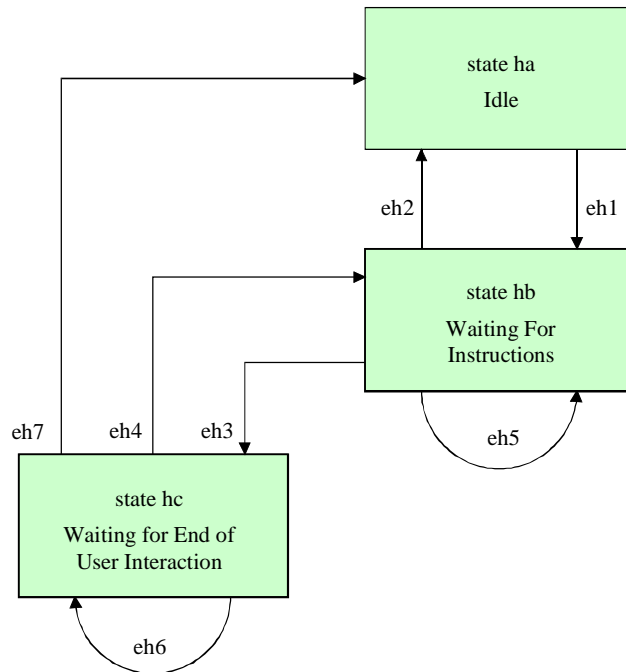 state ha
Idle
eh2
eh1
state hb
Waiting For
Instructions
eh7
eh4
eh3
eh5
state hc
Waiting for End of
User Interaction
eh6